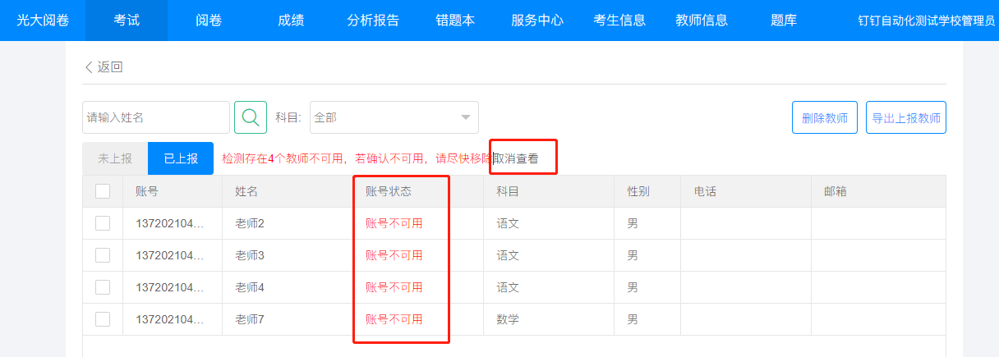 光大阅卷 考试 阅卷 成绩 分析报告 错题本 服务中心 考生信息 教师信息 题库 钉钉自动化测试学校管理员
返回
请输入姓名 科目: 全部 删除教师 导出上报教师
未上报 已上报 检测存在4个教师不可用，若确认不可用，请尽快移除 取消查看
账号 姓名 账号状态 科目 性别 电话 邮箱
137202104... 老师2 账号不可用 语文 男
137202104... 老师3 账号不可用 语文 男
137202104... 老师4 账号不可用 语文 男
137202104... 老师7 账号不可用 数学 男